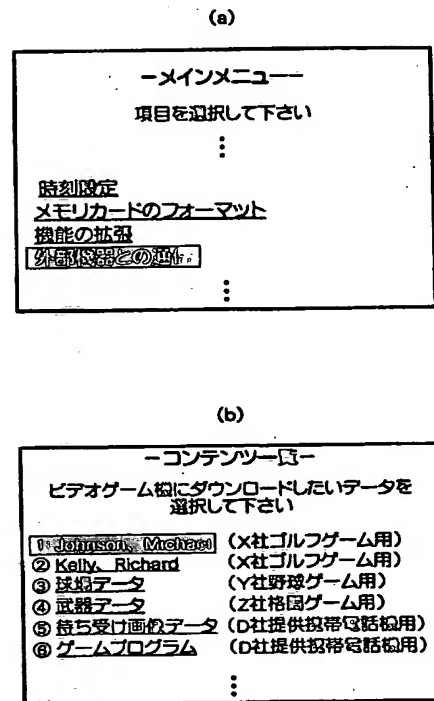 (a)
ーメインメニューー
項目を選択して下さい
⋮
時刻設定
メモリカードのフォーマット
機能の拡張
外部機器との通信
⋮
(b)
ーコンテンツ一覧ー
ビデオゲーム機にダウンロードしたいデータを
選択して下さい
① Johnson, Michael (X社ゴルフゲーム用)
② Kelly, Richard (X社ゴルフゲーム用)
③ 球場データ (Y社野球ゲーム用)
④ 武器データ (Z社格闘ゲーム用)
⑤ 待ち受け画像データ (D社提供携帯電話機用)
⑥ ゲームプログラム (D社提供携帯電話機用)
⋮